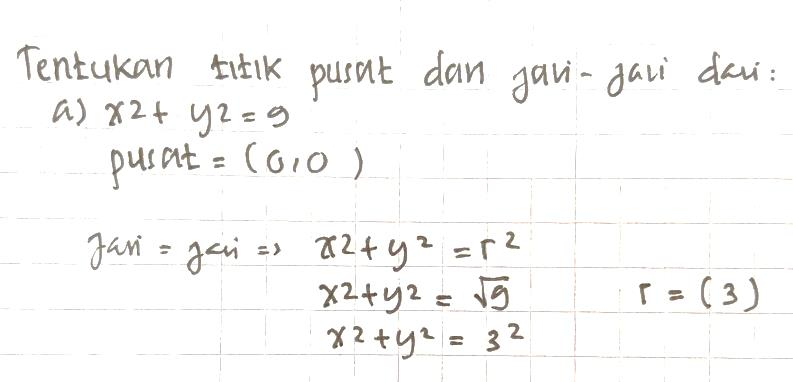 Tentukan titik pusat dan jari-jari dari:
a) x2+ y2 = 9
pusat = (0,0)
Jari = jari => x2+y2 = r2
x2+y2 = √9 r = (3)
x2+y2 = 3²